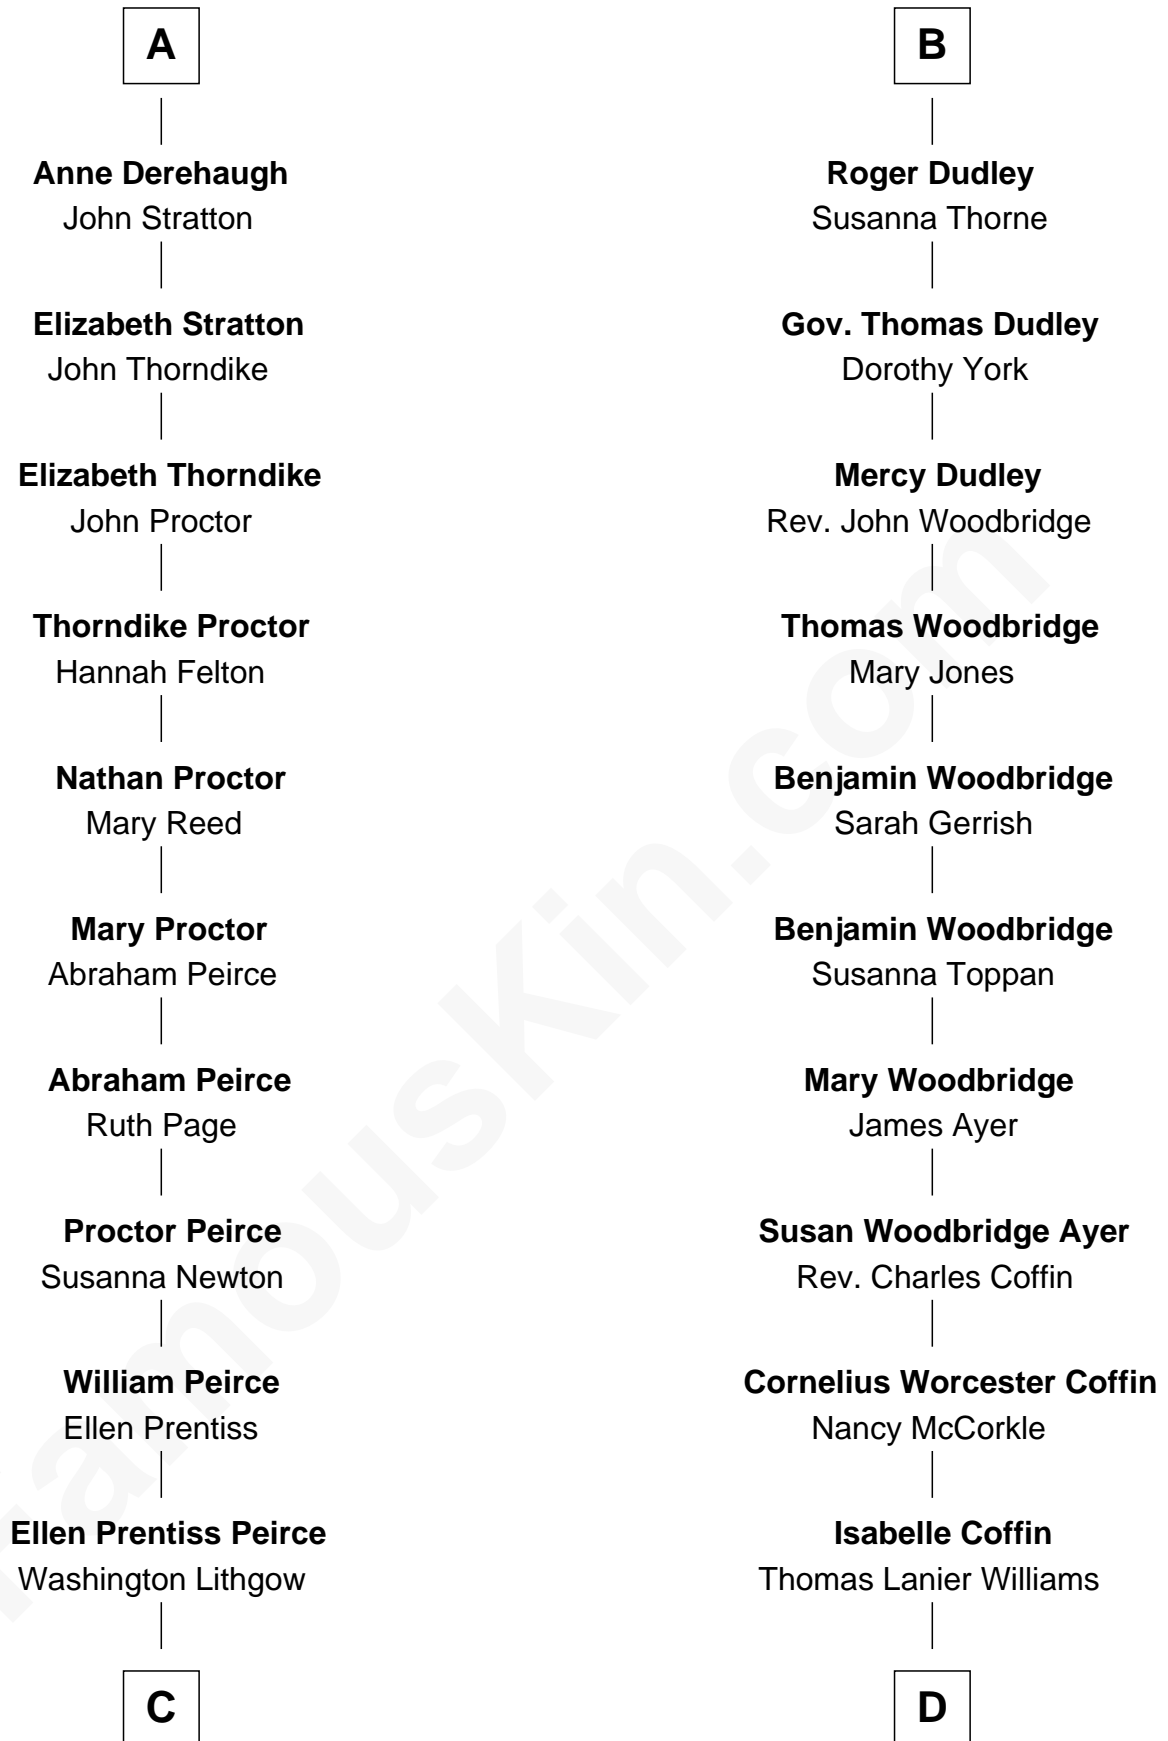 A
Anne Derehaugh
John Stratton
Elizabeth Stratton
John Thorndike
Elizabeth Thorndike
John Proctor
Thorndike Proctor
Hannah Felton
Nathan Proctor
Mary Reed
Mary Proctor
Abraham Peirce
Abraham Peirce
Ruth Page
Proctor Peirce
Susanna Newton
William Peirce
Ellen Prentiss
Ellen Prentiss Peirce
Washington Lithgow
C
B
Roger Dudley
Susanna Thorne
Gov. Thomas Dudley
Dorothy York
Mercy Dudley
Rev. John Woodbridge
Thomas Woodbridge
Mary Jones
Benjamin Woodbridge
Sarah Gerrish
Benjamin Woodbridge
Susanna Toppan
Mary Woodbridge
James Ayer
Susan Woodbridge Ayer
Rev. Charles Coffin
Cornelius Worcester Coffin
Nancy McCorkle
Isabelle Coffin
Thomas Lanier Williams
D
FamousKin.com